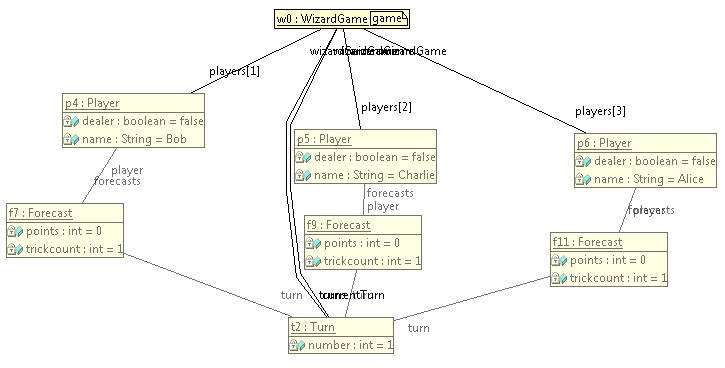 w0 : WizardGame game
players[1]
players[2]
players[3]
p4 : Player
dealer : boolean = false
name : String = Bob
p5 : Player
dealer : boolean = false
name : String = Charlie
p6 : Player
dealer : boolean = false
name : String = Alice
player
forecasts
forecasts
player
f7 : Forecast
points : int = 0
trickcount : int = 1
f9 : Forecast
points : int = 0
trickcount : int = 1
f11 : Forecast
points : int = 0
trickcount : int = 1
turn
currentTurn
turn
t2 : Turn
number : int = 1